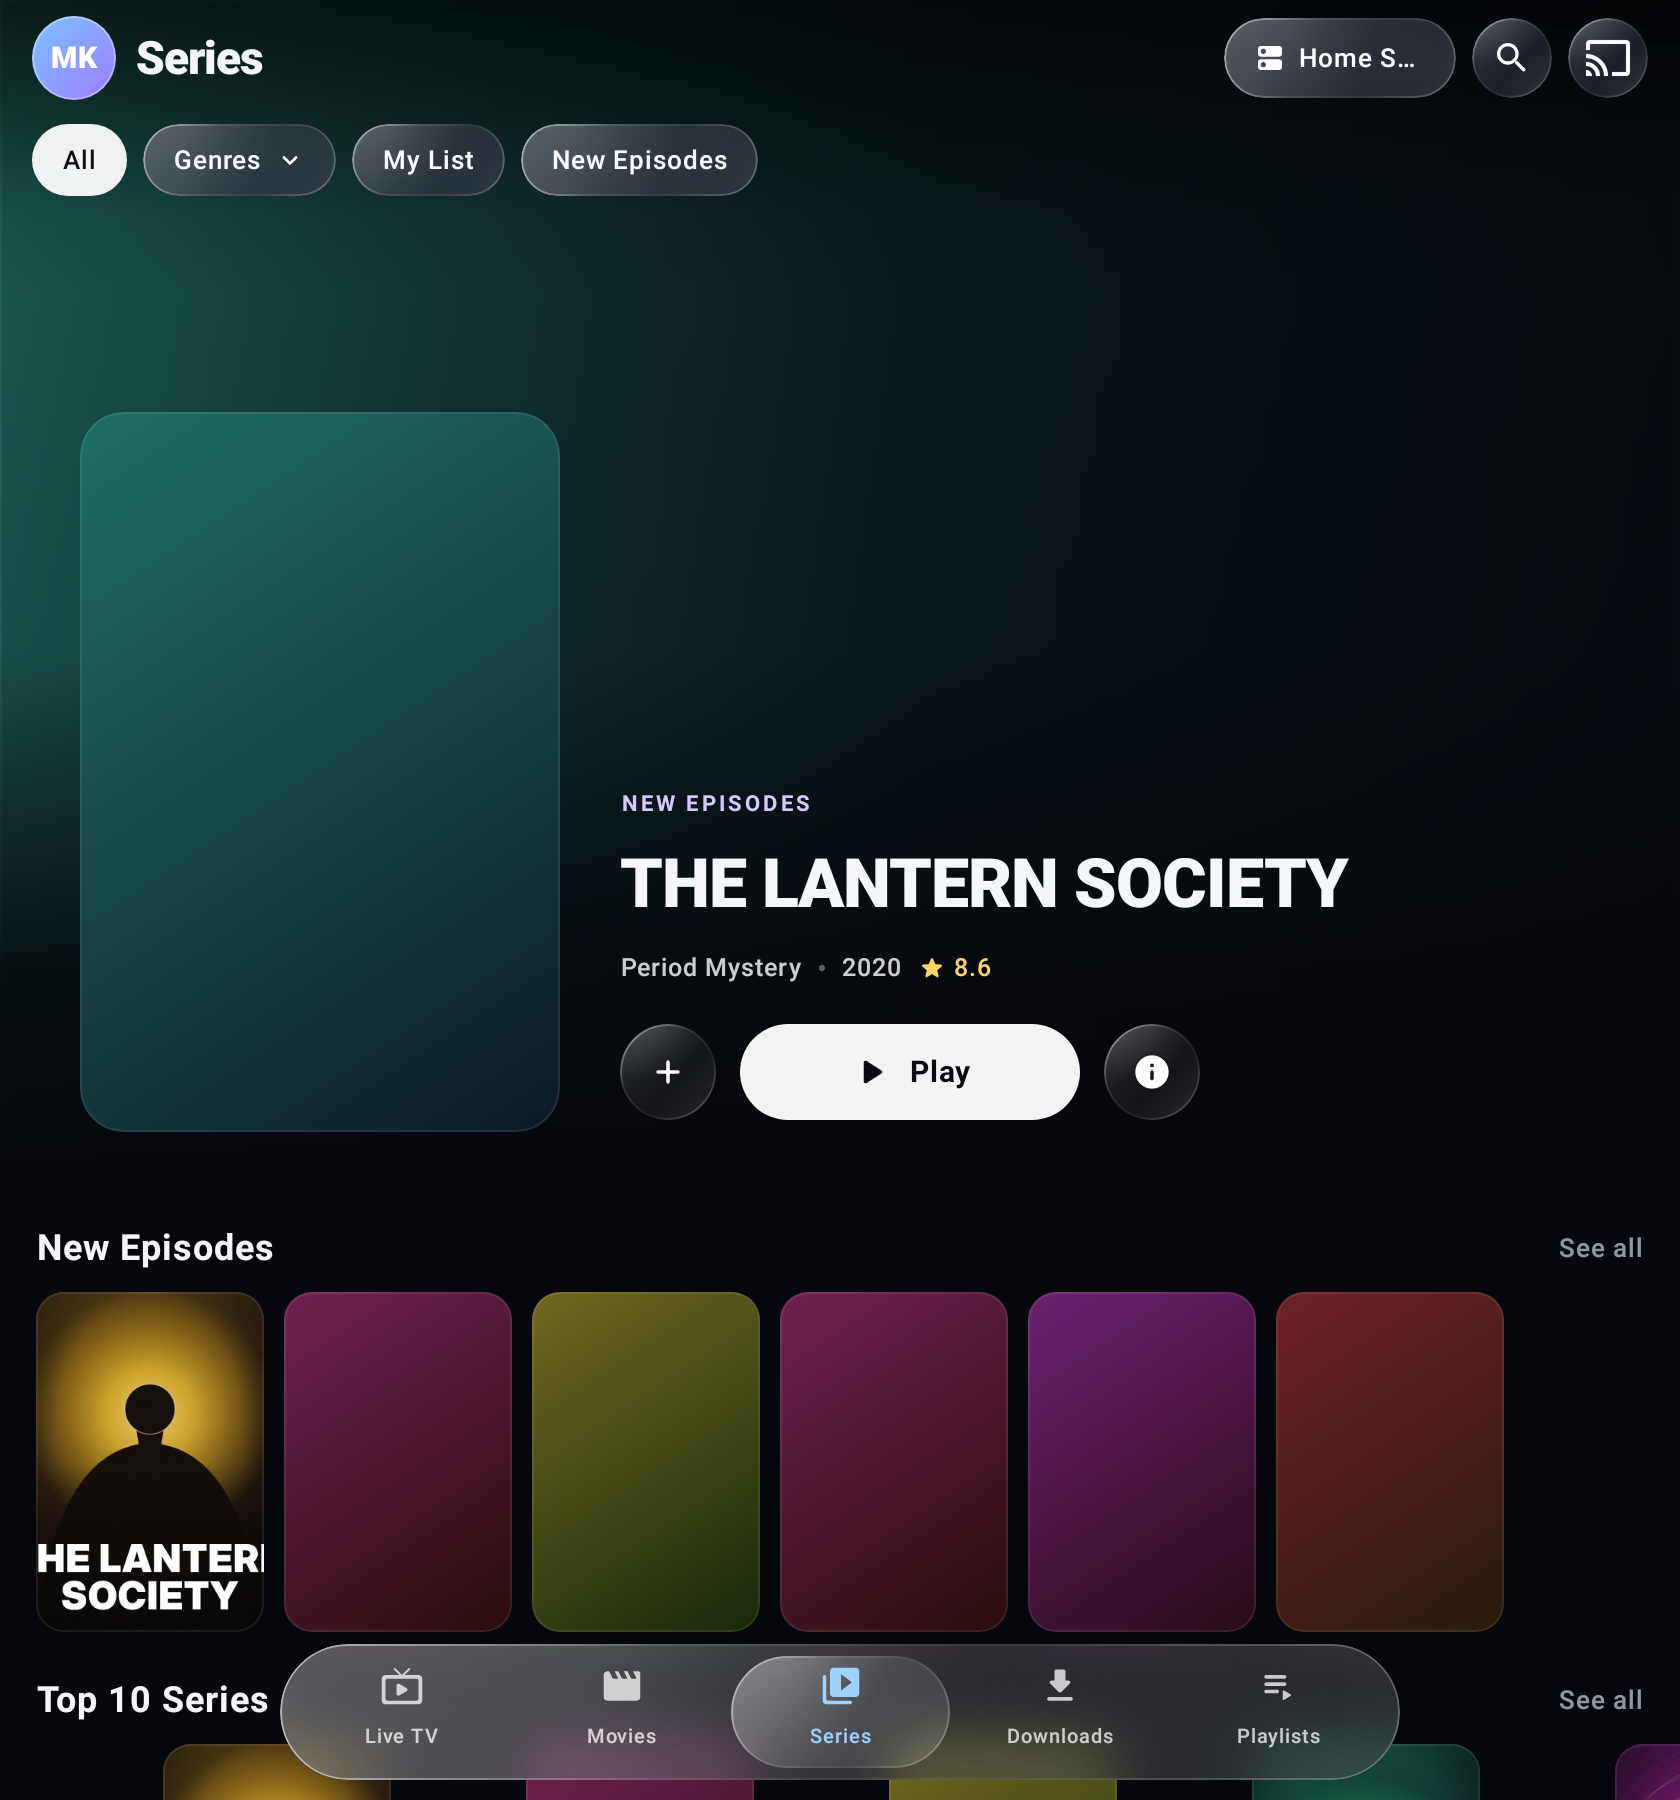 MK Series Home S...
All Genres My List New Episodes
NEW EPISODES
THE LANTERN SOCIETY
Period Mystery • 2020 8.6
Play
New Episodes See all
HE LANTER
SOCIETY
Top 10 Series See all
Live TV Movies Series Downloads Playlists